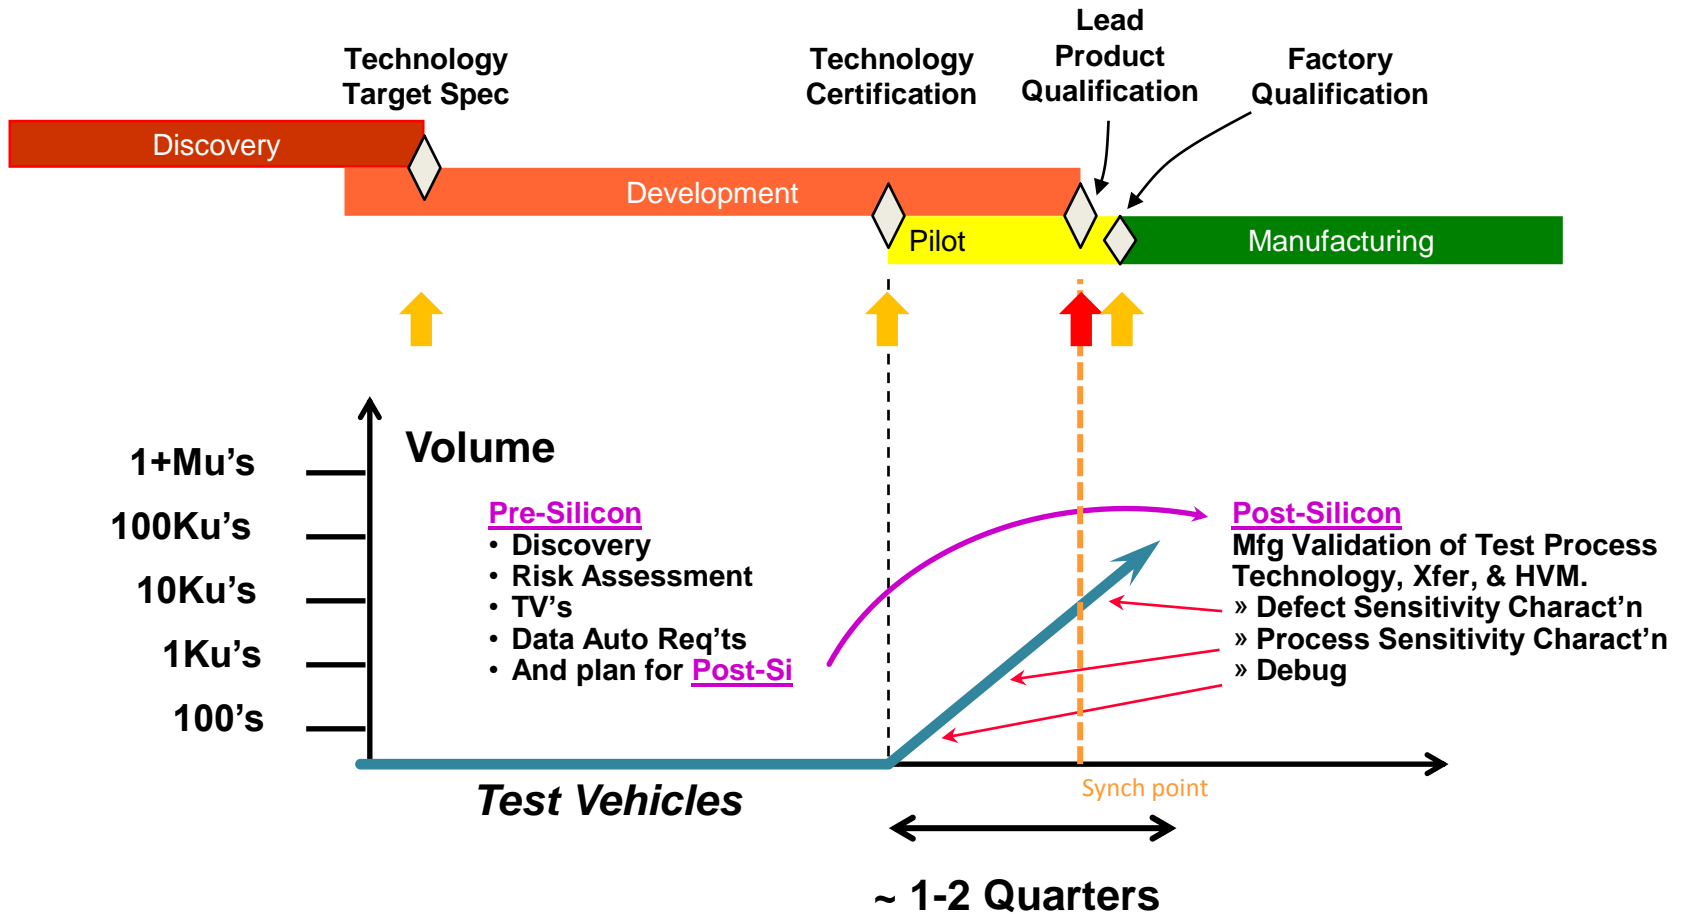 Technology
Target Spec
Technology
Certification
Lead
Product
Qualification
Factory
Qualification
Discovery
Development
Pilot
Manufacturing
Volume
1+Mu’s
100Ku’s
10Ku’s
1Ku’s
100’s
Pre-Silicon
• Discovery
• Risk Assessment
• TV’s
• Data Auto Req’ts
• And plan for Post-Si
Post-Silicon
Mfg Validation of Test Process
Technology, Xfer, & HVM.
» Defect Sensitivity Charact’n
» Process Sensitivity Charact’n
» Debug
Test Vehicles
Synch point
~ 1-2 Quarters